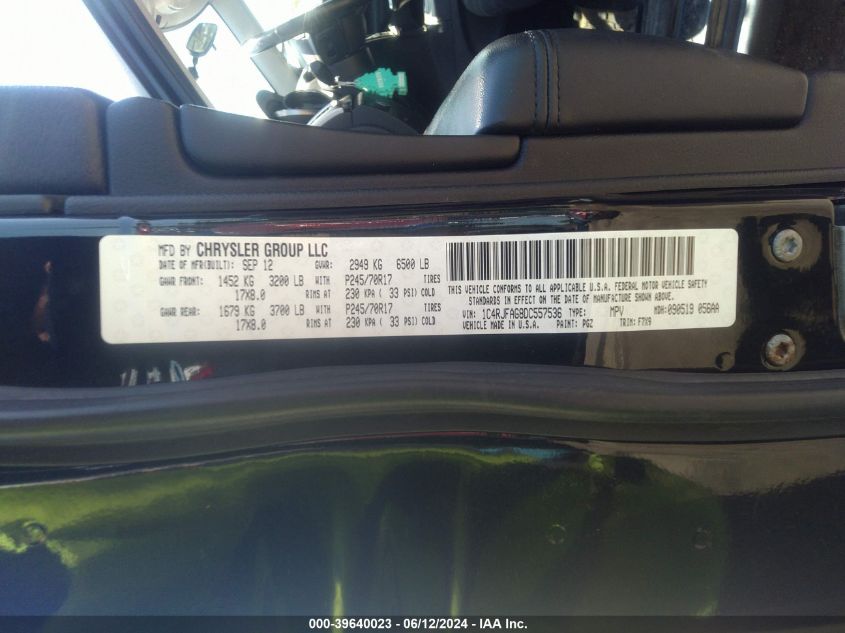 MFD BY CHRYSLER GROUP LLC
DATE OF MFR(BUILT): SEP 12 GVWR: 2949 KG 6500 LB
GAWR FRONT: 1452 KG 3200 LB WITH P245/70R17 TIRES
17X8.0 RIMS AT 230 KPA ( 33 PSI) COLD
GAWR REAR: 1679 KG 3700 LB WITH P245/70R17 TIRES
17X8.0 RIMS AT 230 KPA ( 33 PSI) COLD
THIS VEHICLE CONFORMS TO ALL APPLICABLE U.S.A. FEDERAL MOTOR VEHICLE SAFETY
STANDARDS IN EFFECT ON THE DATE OF MANUFACTURE SHOWN ABOVE.
VIN: 1C4RJFAG8DC557536 TYPE: MPV MDH: 090519 056AA
VEHICLE MADE IN U.S.A. PAINT: PGZ TRIM: F7X9
000-39640023 - 06/12/2024 - IAA Inc.